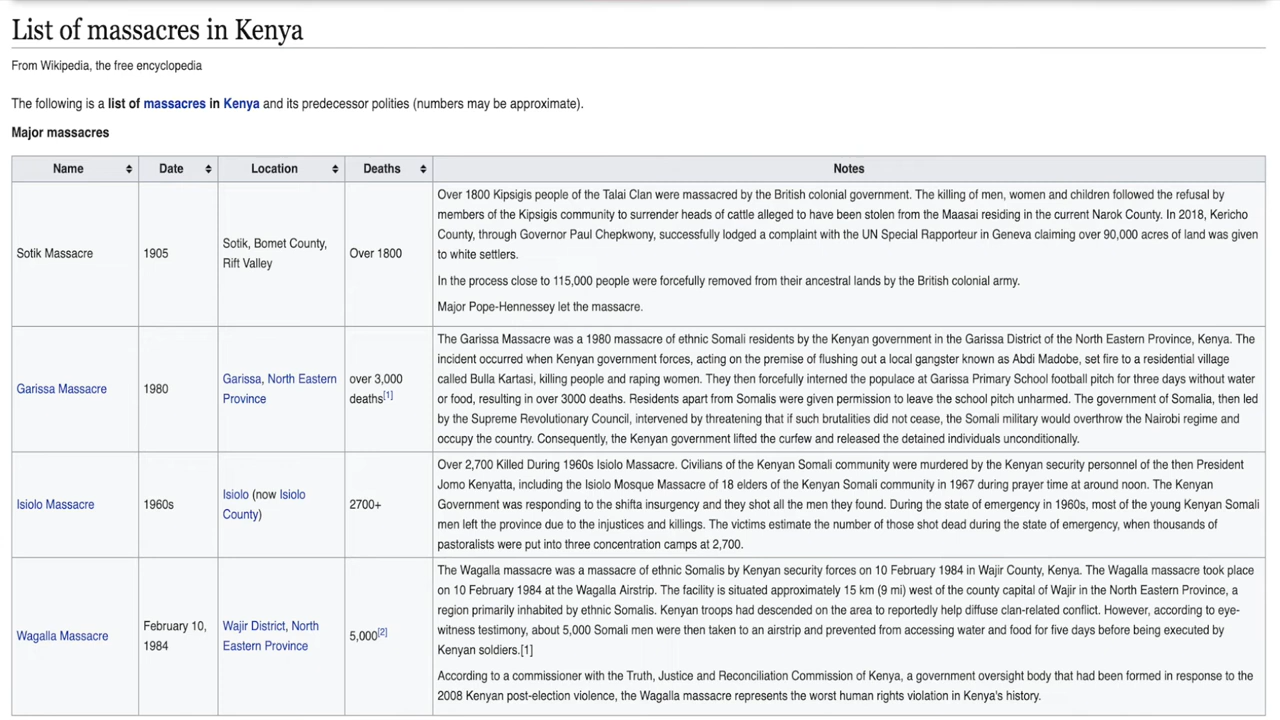 List of massacres in Kenya
From Wikipedia, the free encyclopedia
The following is a list of massacres in Kenya and its predecessor polities (numbers may be approximate).
Major massacres
Name Date Location Deaths Notes
Sotik Massacre
1905
Sotik, Bomet County,
Rift Valley
Over 1800
Over 1800 Kipsigis people of the Talai Clan were massacred by the British colonial government. The killing of men, women and children followed the refusal by
members of the Kipsigis community to surrender heads of cattle alleged to have been stolen from the Maasai residing in the current Narok County. In 2018, Kericho
County, through Governor Paul Chepkwony, successfully lodged a complaint with the UN Special Rapporteur in Geneva claiming over 90,000 acres of land was given
to white settlers.
In the process close to 115,000 people were forcefully removed from their ancestral lands by the British colonial army.
Major Pope-Hennessey let the massacre.
Garissa Massacre
1980
Garissa, North Eastern
Province
over 3,000
deaths[1]
The Garissa Massacre was a 1980 massacre of ethnic Somali residents by the Kenyan government in the Garissa District of the North Eastern Province, Kenya. The
incident occurred when Kenyan government forces, acting on the premise of flushing out a local gangster known as Abdi Madobe, set fire to a residential village
called Bulla Kartasi, killing people and raping women. They then forcefully interned the populace at Garissa Primary School football pitch for three days without water
or food, resulting in over 3000 deaths. Residents apart from Somalis were given permission to leave the school pitch unharmed. The government of Somalia, then led
by the Supreme Revolutionary Council, intervened by threatening that if such brutalities did not cease, the Somali military would overthrow the Nairobi regime and
occupy the country. Consequently, the Kenyan government lifted the curfew and released the detained individuals unconditionally.
Isiolo Massacre
1960s
Isiolo (now Isiolo
County)
2700+
Over 2,700 Killed During 1960s Isiolo Massacre. Civilians of the Kenyan Somali community were murdered by the Kenyan security personnel of the then President
Jomo Kenyatta, including the Isiolo Mosque Massacre of 18 elders of the Kenyan Somali community in 1967 during prayer time at around noon. The Kenyan
Government was responding to the shifta insurgency and they shot all the men they found. During the state of emergency in 1960s, most of the young Kenyan Somali
men left the province due to the injustices and killings. The victims estimate the number of those shot dead during the state of emergency, when thousands of
pastoralists were put into three concentration camps at 2,700.
Wagalla Massacre
February 10,
1984
Wajir District, North
Eastern Province
5,000[2]
The Wagalla massacre was a massacre of ethnic Somalis by Kenyan security forces on 10 February 1984 in Wajir County, Kenya. The Wagalla massacre took place
on 10 February 1984 at the Wagalla Airstrip. The facility is situated approximately 15 km (9 mi) west of the county capital of Wajir in the North Eastern Province, a
region primarily inhabited by ethnic Somalis. Kenyan troops had descended on the area to reportedly help diffuse clan-related conflict. However, according to eye-
witness testimony, about 5,000 Somali men were then taken to an airstrip and prevented from accessing water and food for five days before being executed by
Kenyan soldiers.[1]
According to a commissioner with the Truth, Justice and Reconciliation Commission of Kenya, a government oversight body that had been formed in response to the
2008 Kenyan post-election violence, the Wagalla massacre represents the worst human rights violation in Kenya's history.